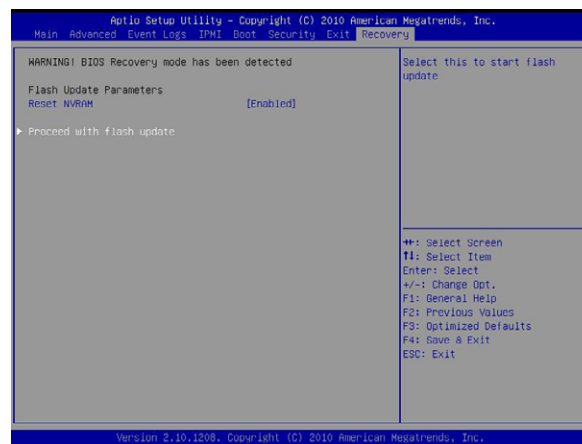 Aptio Setup Utility – Copyright (C) 2010 American Megatrends, Inc.
Main Advanced Event Logs IPMI Boot Security Exit Recovery
WARNING! BIOS Recovery mode has been detected
Flash Update Parameters
Reset NVRAM [Enabled]
Proceed with flash update
Select this to start flash
update
→←: Select Screen
↑↓: Select Item
Enter: Select
+/-: Change Opt.
F1: General Help
F2: Previous Values
F3: Optimized Defaults
F4: Save & Exit
ESC: Exit
Version 2.10.1208. Copyright (C) 2010 American Megatrends, Inc.